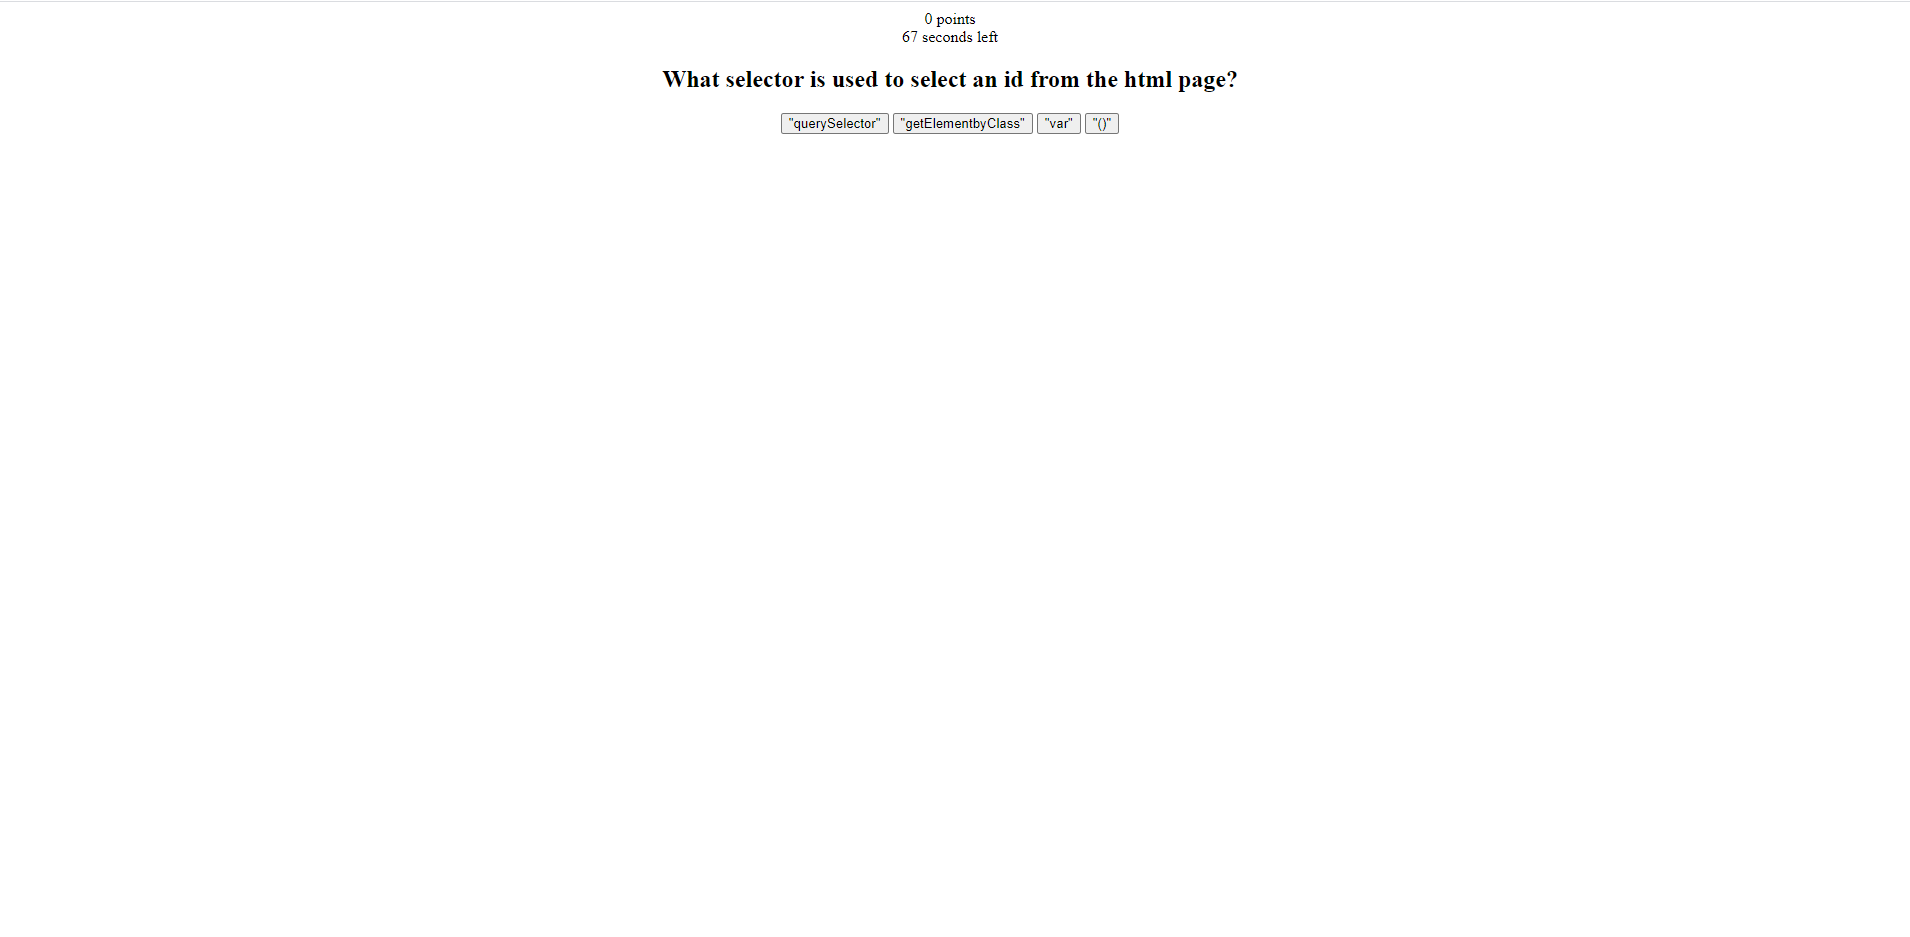 0 points
67 seconds left
What selector is used to select an id from the html page?
"querySelector" "getElementbyClass" "var" "()"